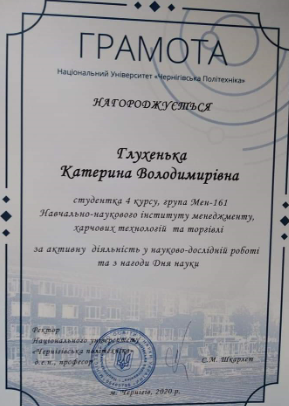 ГРАМОТА
Національний Університет «Чернігівська Політехніка»
НАГОРОДЖУЄТЬСЯ
Глухенька
Катерина Володимирівна
студентка 4 курсу, група Мен-161
Навчально-наукового інституту менеджменту,
харчових технологій та торгівлі
за активну діяльність у науково-дослідній роботі
та з нагоди Дня науки
Ректор
Національного університету
«Чернігівська політехніка»
д.е.н., професор
С.М. Шкарлет
м. Чернігів, 2020 р.